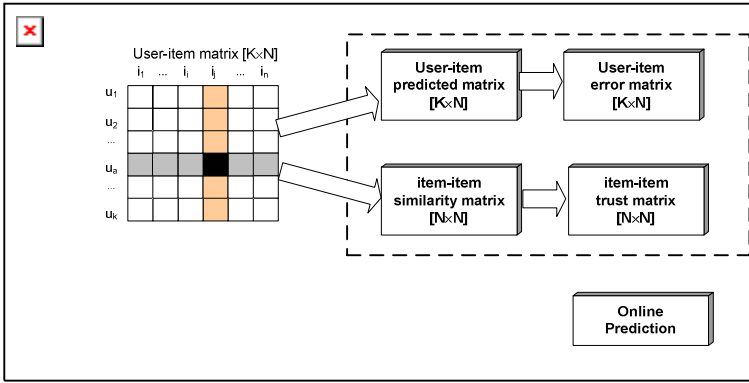 User-item matrix [K×N]
i1 ... ii ij ... in
u1
u2
...
ua
...
uk
User-item
predicted matrix
[K×N]
User-item
error matrix
[K×N]
item-item
similarity matrix
[N×N]
item-item
trust matrix
[N×N]
Online
Prediction